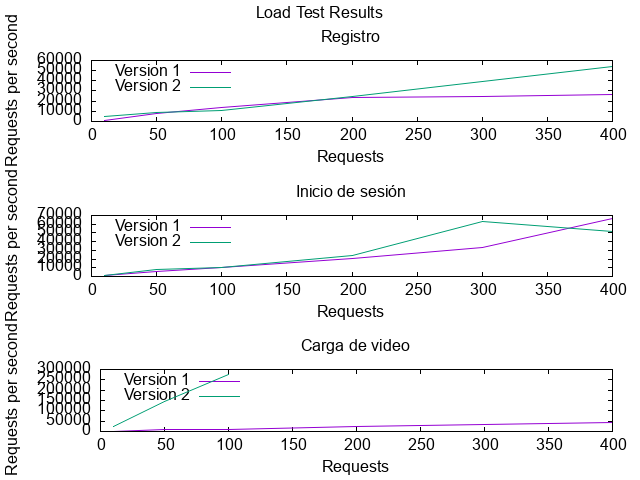 Load Test Results
Registro
Requests per second
60000
50000
40000
30000
20000
10000
0
Version 1
Version 2
0 50 100 150 200 250 300 350 400
Requests
Inicio de sesión
Requests per second
70000
60000
50000
40000
30000
20000
10000
0
Version 1
Version 2
0 50 100 150 200 250 300 350 400
Requests
Carga de video
Requests per second
300000
250000
200000
150000
100000
50000
0
Version 1
Version 2
0 50 100 150 200 250 300 350 400
Requests